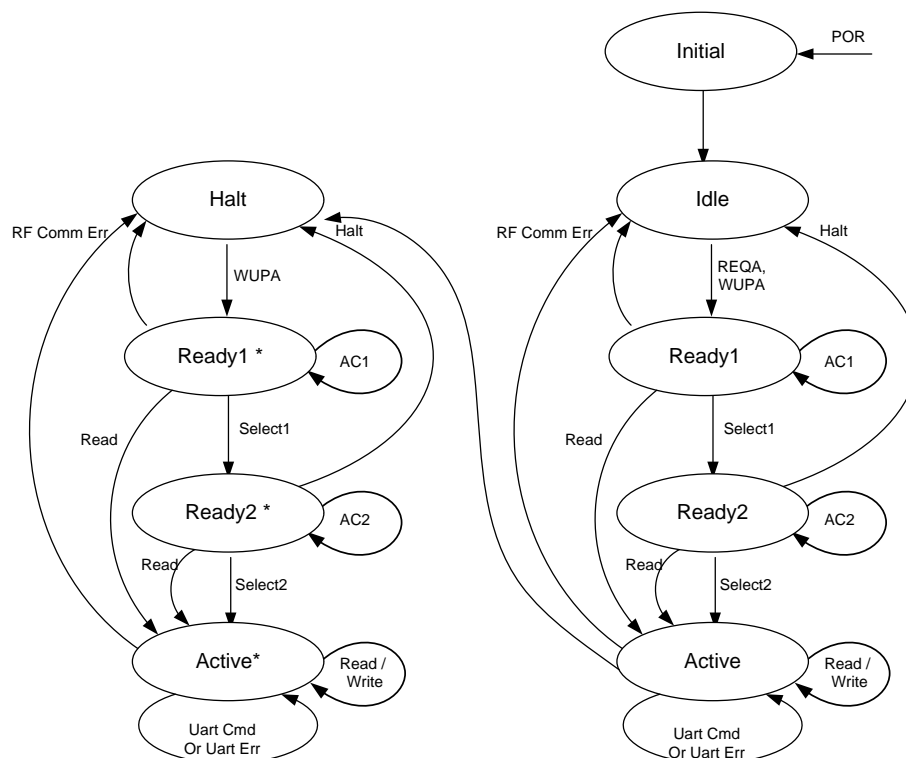 POR
Initial
Halt
Idle
RF Comm Err
Halt
RF Comm Err
Halt
WUPA
REQA,
WUPA
Ready1 *
AC1
Ready1
AC1
Read
Select1
Read
Select1
Ready2 *
AC2
Ready2
AC2
Read
Select2
Read
Select2
Active*
Read /
Write
Active
Read /
Write
Uart Cmd
Or Uart Err
Uart Cmd
Or Uart Err